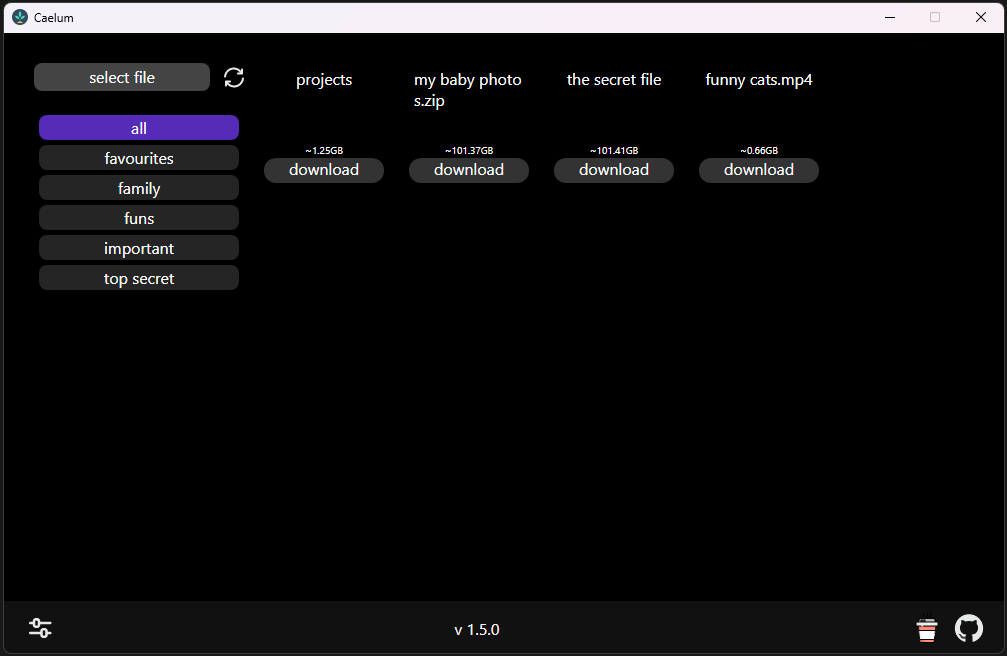 Caelum
select file
all
favourites
family
funs
important
top secret
projects
~1.25GB
download
my baby photo
s.zip
~101.37GB
download
the secret file
~101.41GB
download
funny cats.mp4
~0.66GB
download
v 1.5.0